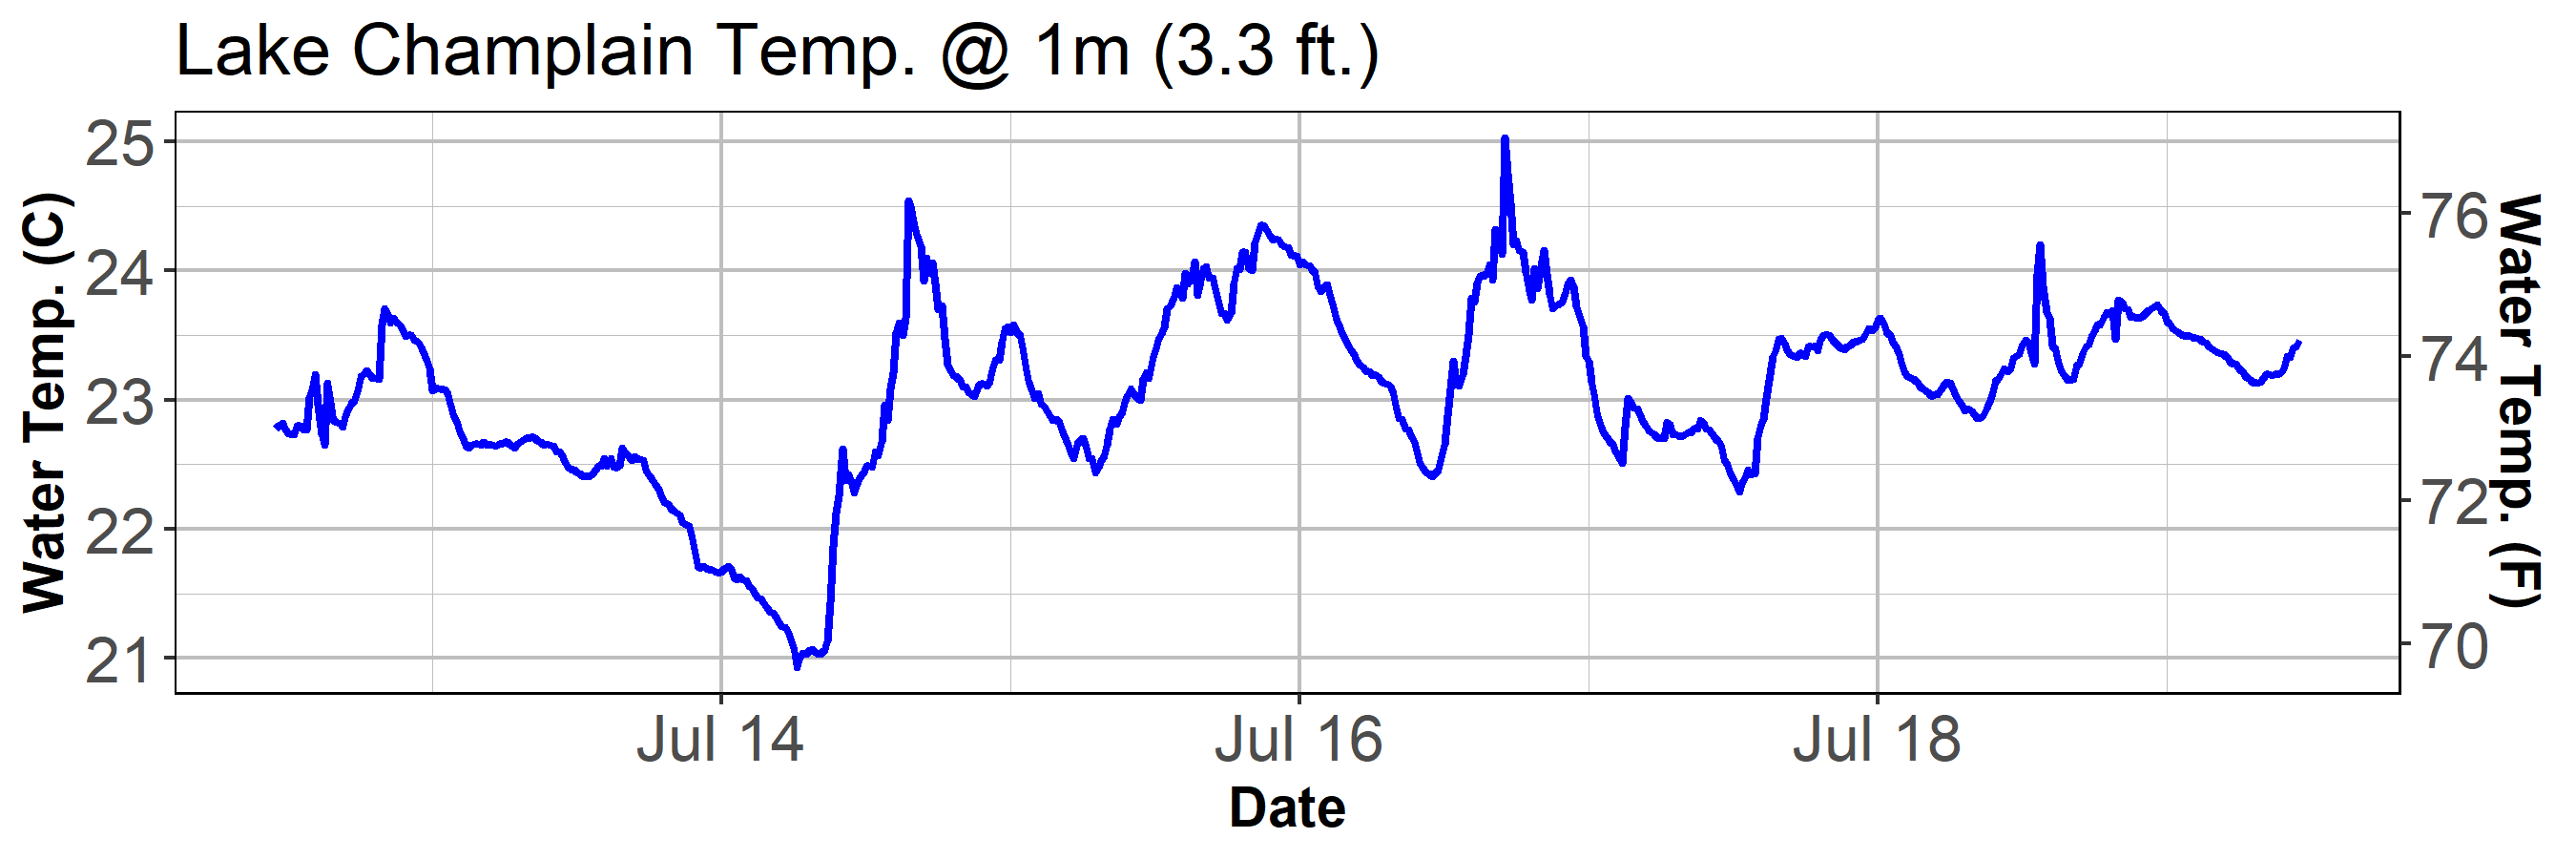 Lake Champlain Temp. @ 1m (3.3 ft.)
Water Temp. (C)
25
24
23
22
21
76
74
72
70
Water Temp. (F)
Jul 14
Jul 16
Jul 18
Date